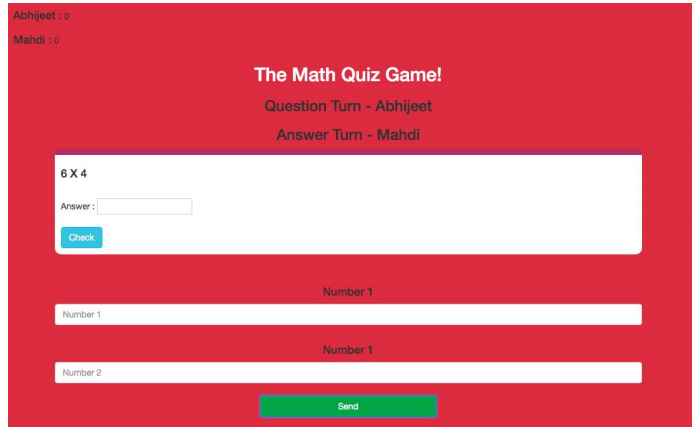 Abhijeet : 0
Mahdi : 0
The Math Quiz Game!
Question Turn - Abhijeet
Answer Turn - Mahdi
6 X 4
Answer :
Check
Number 1
Number 1
Number 1
Number 2
Send